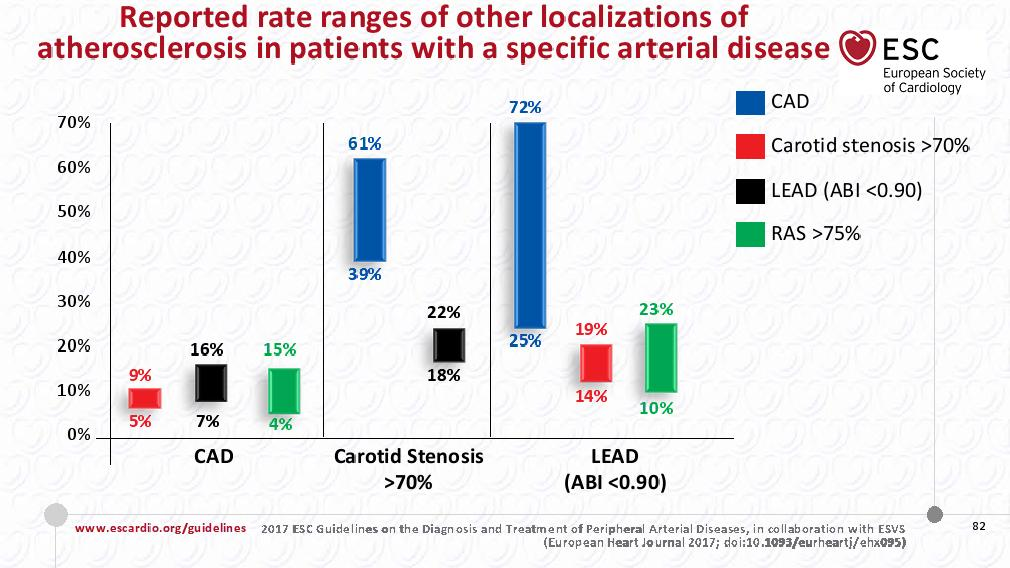 Reported rate ranges of other localizations of
atherosclerosis in patients with a specific arterial disease
ESC
European Society
of Cardiology
CAD
Carotid stenosis >70%
LEAD (ABI <0.90)
RAS >75%
70%
60%
50%
40%
30%
20%
10%
0%
9%
5%
16%
7%
15%
4%
61%
39%
22%
18%
72%
25%
19%
14%
23%
10%
CAD
Carotid Stenosis
>70%
LEAD
(ABI <0.90)
www.escardio.org/guidelines
2017 ESC Guidelines on the Diagnosis and Treatment of Peripheral Arterial Diseases, in collaboration with ESVS
(European Heart Journal 2017; doi:10.1093/eurheartj/ehx095)
82